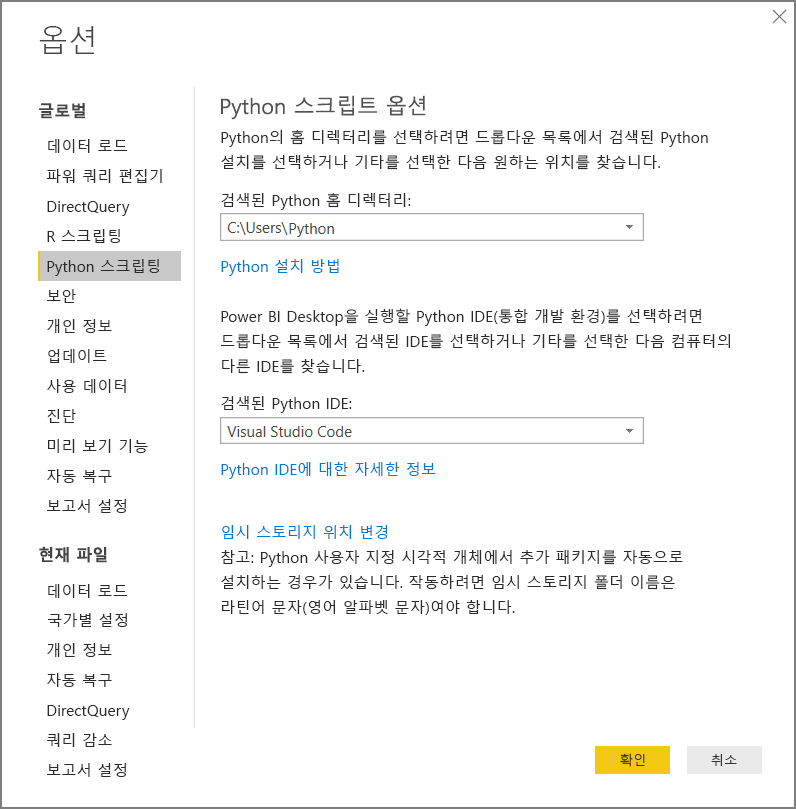 옵션
글로벌
데이터 로드
파워 쿼리 편집기
DirectQuery
R 스크립팅
Python 스크립팅
보안
개인 정보
업데이트
사용 데이터
진단
미리 보기 기능
자동 복구
보고서 설정
현재 파일
데이터 로드
국가별 설정
개인 정보
자동 복구
DirectQuery
쿼리 감소
보고서 설정
Python 스크립트 옵션
Python의 홈 디렉터리를 선택하려면 드롭다운 목록에서 검색된 Python
설치를 선택하거나 기타를 선택한 다음 원하는 위치를 찾습니다.
검색된 Python 홈 디렉터리:
C:\Users\Python
Python 설치 방법
Power BI Desktop을 실행할 Python IDE(통합 개발 환경)를 선택하려면
드롭다운 목록에서 검색된 IDE를 선택하거나 기타를 선택한 다음 컴퓨터의
다른 IDE를 찾습니다.
검색된 Python IDE:
Visual Studio Code
Python IDE에 대한 자세한 정보
임시 스토리지 위치 변경
참고: Python 사용자 지정 시각적 개체에서 추가 패키지를 자동으로
설치하는 경우가 있습니다. 작동하려면 임시 스토리지 폴더 이름은
라틴어 문자(영어 알파벳 문자)여야 합니다.
확인
취소